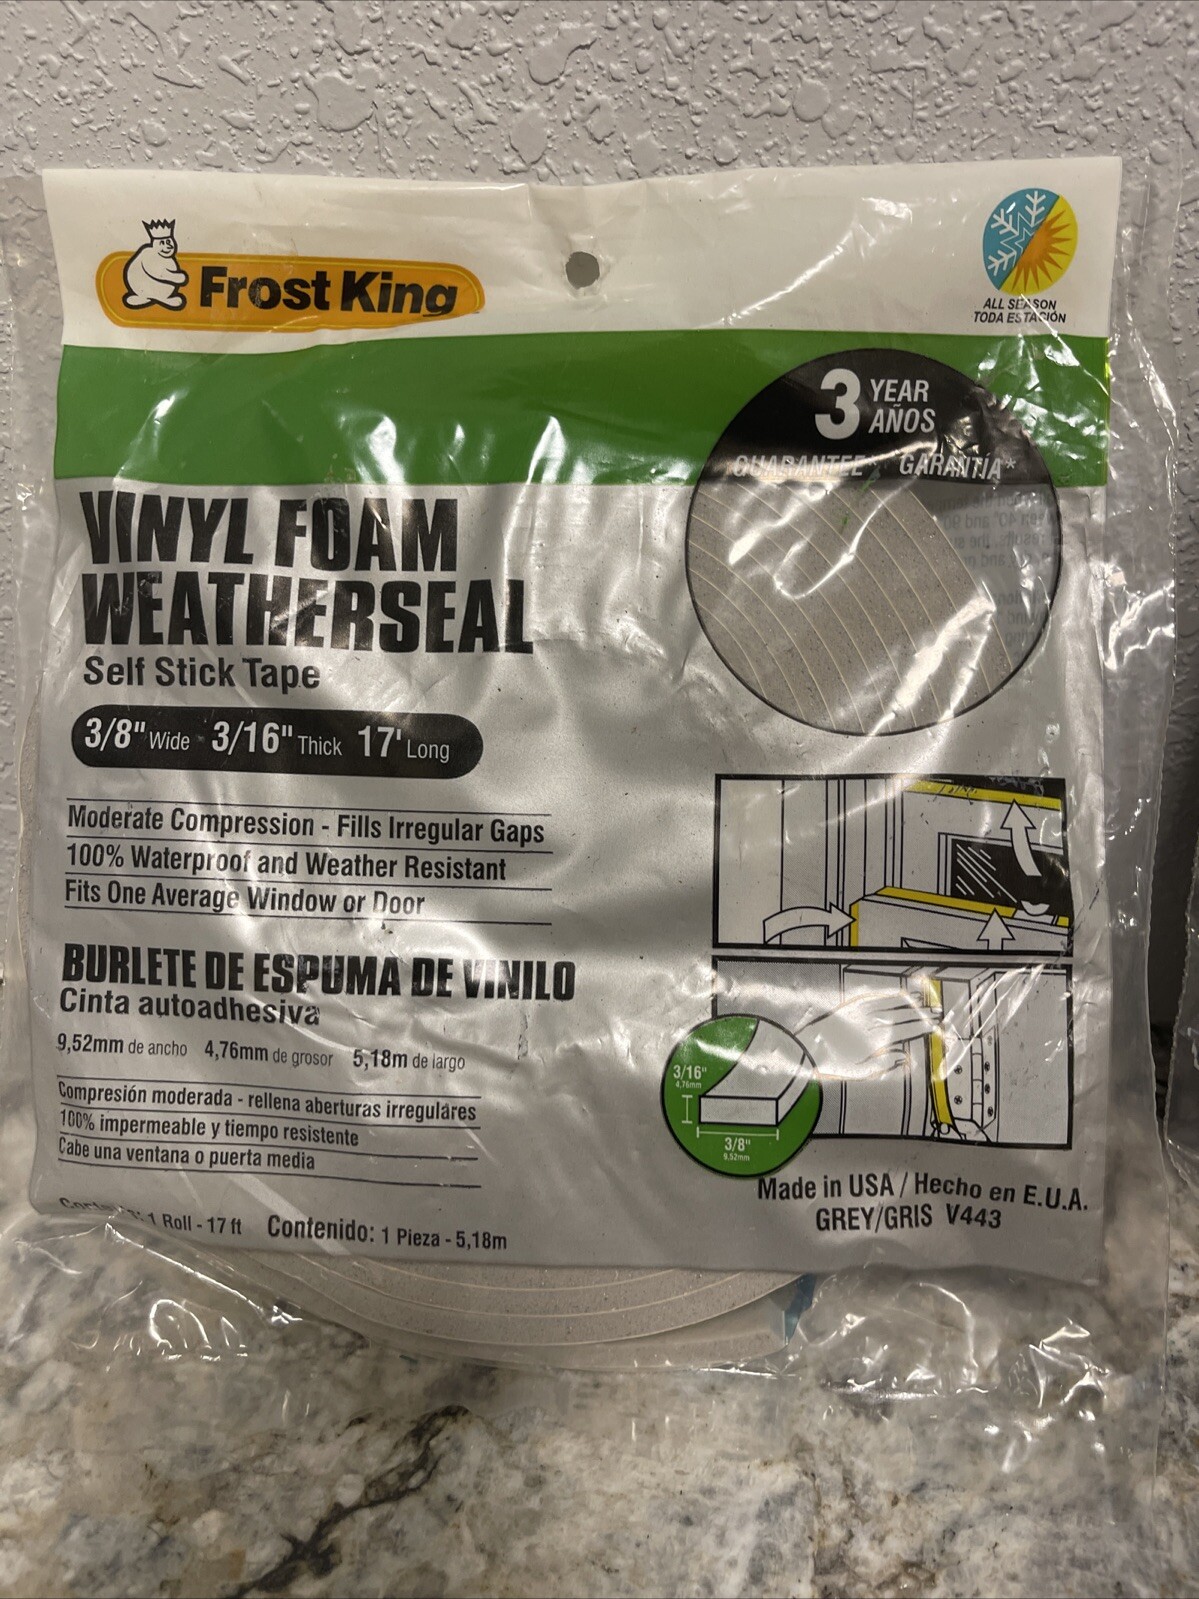 Frost King
ALL SEASON
TODA ESTACIÓN
3 YEAR
AÑOS
GUARANTEE* GARANTÍA*
VINYL FOAM
WEATHERSEAL
Self Stick Tape
3/8" Wide 3/16" Thick 17' Long
Moderate Compression - Fills Irregular Gaps
100% Waterproof and Weather Resistant
Fits One Average Window or Door
BURLETE DE ESPUMA DE VINILO
Cinta autoadhesiva
9,52mm de ancho 4,76mm de grosor 5,18m de largo
Compresión moderada - rellena aberturas irregulares
100% impermeable y tiempo resistente
Cabe una ventana o puerta media
1 Roll - 17 ft Contenido: 1 Pieza - 5,18m
3/16"
4,76mm
3/8"
9,52mm
Made in USA / Hecho en E.U.A.
GREY/GRIS V443